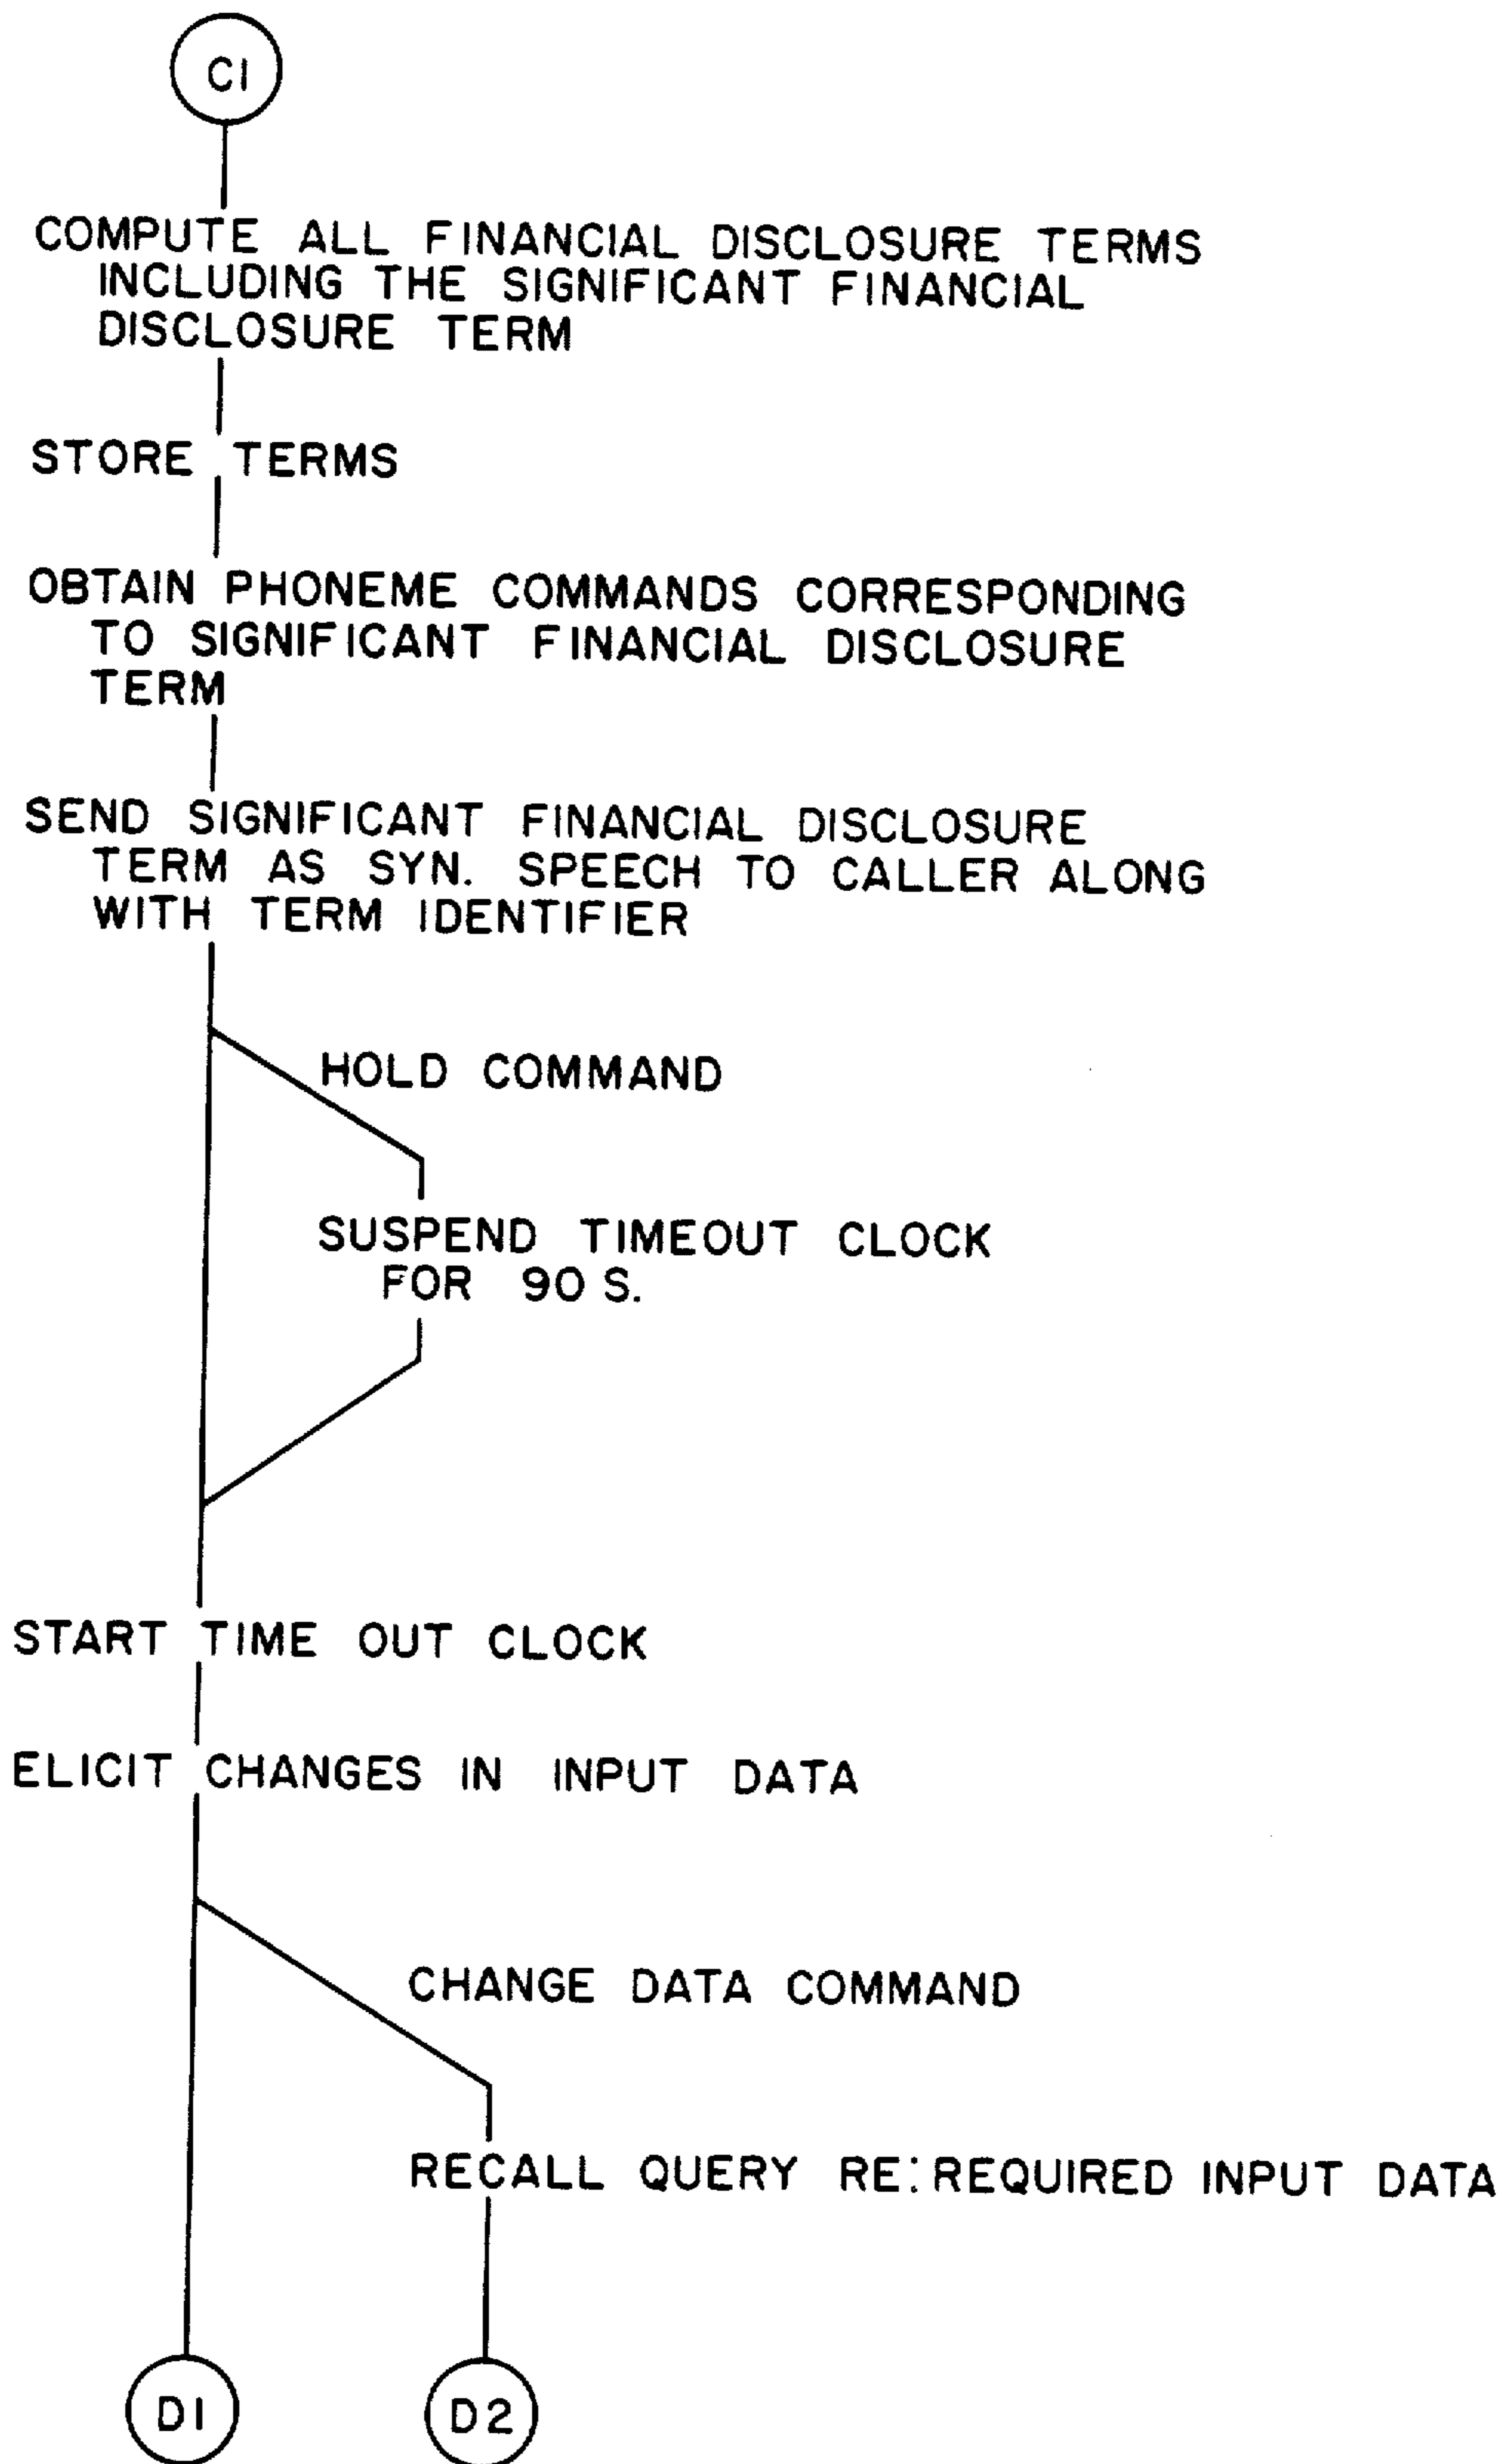 C1
COMPUTE ALL FINANCIAL DISCLOSURE TERMS
INCLUDING THE SIGNIFICANT FINANCIAL
DISCLOSURE TERM
STORE TERMS
OBTAIN PHONEME COMMANDS CORRESPONDING
TO SIGNIFICANT FINANCIAL DISCLOSURE
TERM
SEND SIGNIFICANT FINANCIAL DISCLOSURE
TERM AS SYN. SPEECH TO CALLER ALONG
WITH TERM IDENTIFIER
HOLD COMMAND
SUSPEND TIMEOUT CLOCK
FOR 90 S.
START TIME OUT CLOCK
ELICIT CHANGES IN INPUT DATA
CHANGE DATA COMMAND
RECALL QUERY RE: REQUIRED INPUT DATA
D1
D2